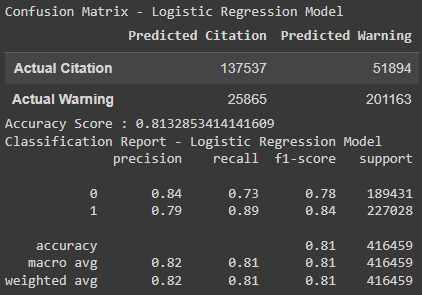 Confusion Matrix - Logistic Regression Model
Predicted Citation Predicted Warning
Actual Citation 137537 51894
Actual Warning 25865 201163
Accuracy Score : 0.8132853414141609
Classification Report - Logistic Regression Model
precision recall f1-score support
0 0.84 0.73 0.78 189431
1 0.79 0.89 0.84 227028
accuracy 0.81 416459
macro avg 0.82 0.81 0.81 416459
weighted avg 0.82 0.81 0.81 416459